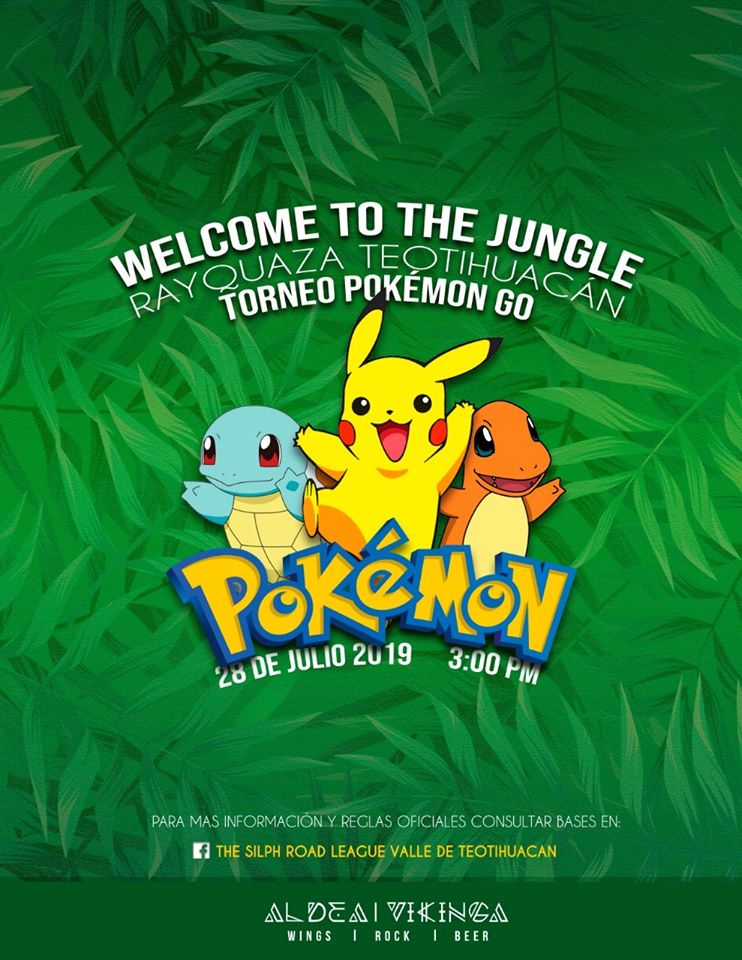 WELCOME TO THE JUNGLE
RAYQUAZA TEOTIHUACÁN
TORNEO POKÉMON GO
POKéMON
28 DE JULIO 2019 3:00 PM
PARA MAS INFORMACIÓN Y REGLAS OFICIALES CONSULTAR BASES EN:
f THE SILPH ROAD LEAGUE VALLE DE TEOTIHUACAN
ALDEA | VIKINGA
WINGS | ROCK | BEER